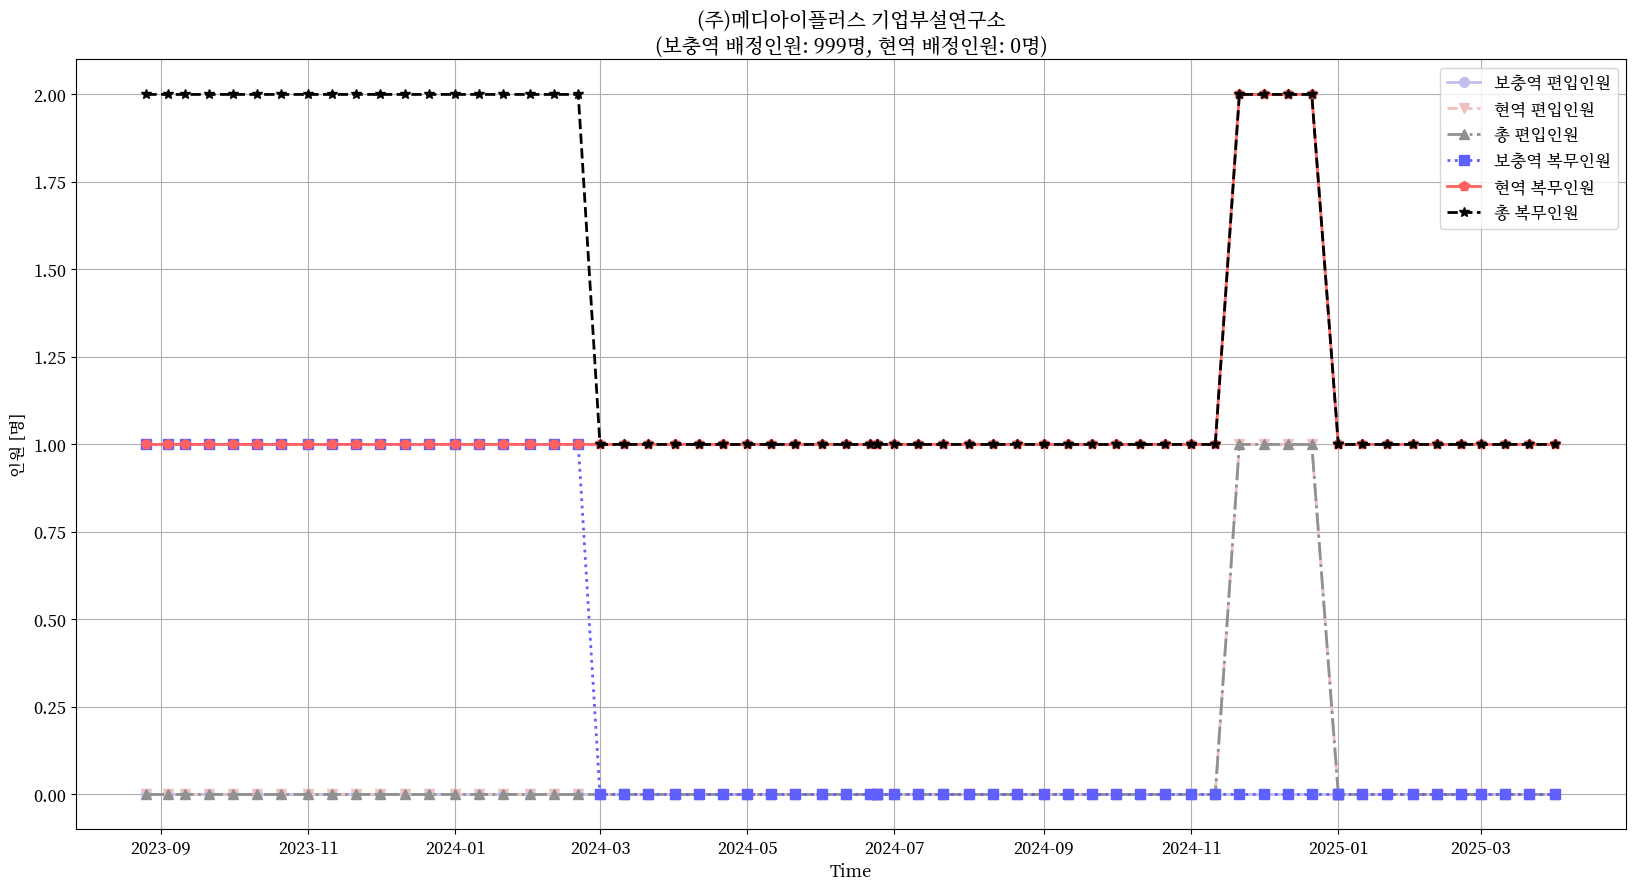 (주)메디아이플러스 기업부설연구소
(보충역 배정인원: 999명, 현역 배정인원: 0명)
보충역 편입인원
현역 편입인원
총 편입인원
보충역 복무인원
현역 복무인원
총 복무인원
인원 [명]
2.00
1.75
1.50
1.25
1.00
0.75
0.50
0.25
0.00
2023-09 2023-11 2024-01 2024-03 2024-05 2024-07 2024-09 2024-11 2025-01 2025-03
Time